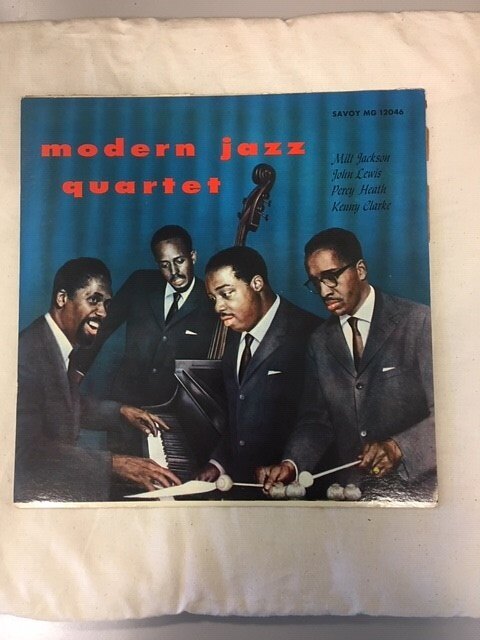 SAVOY MG 12046
modern jazz
quartet
Milt Jackson
John Lewis
Percy Heath
Kenny Clarke